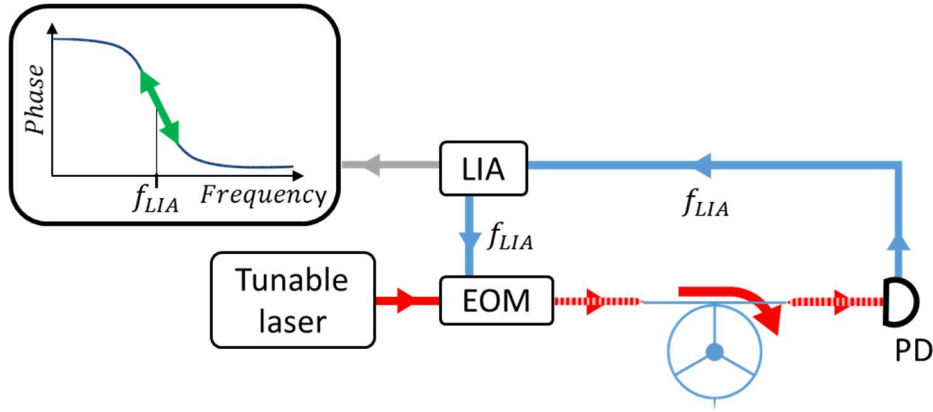 Phase
f_LIA
Frequency
LIA
f_LIA
f_LIA
Tunable
laser
EOM
PD